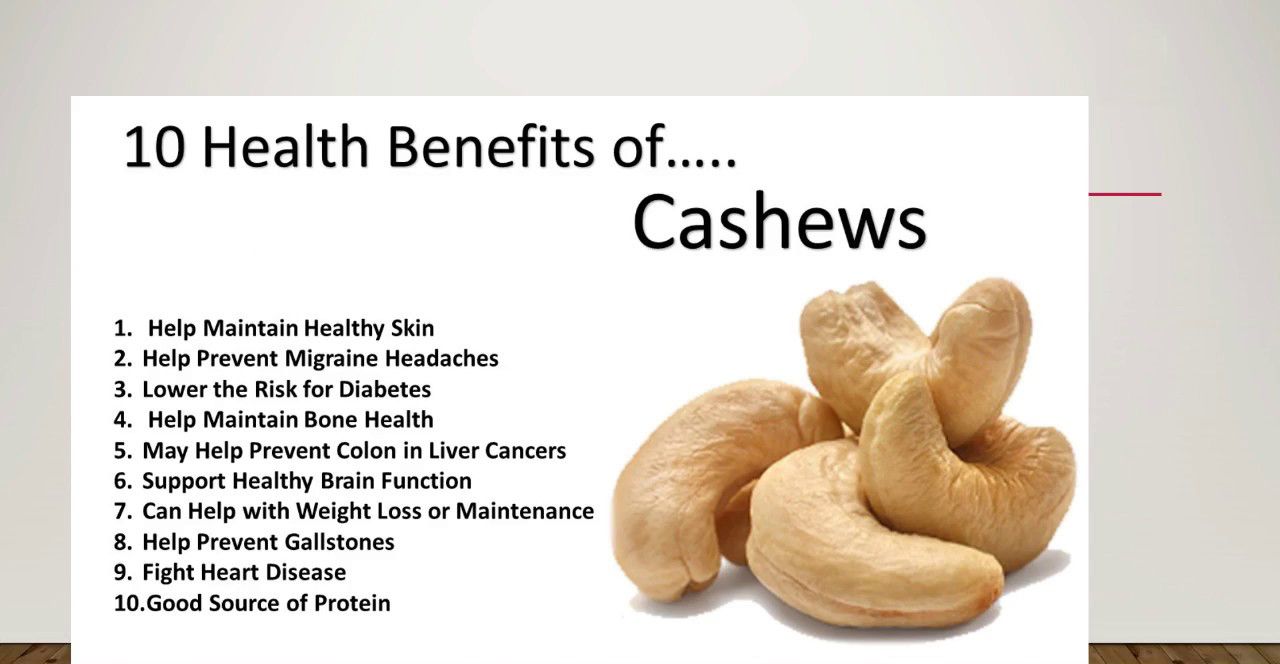 10 Health Benefits of.....
Cashews
1. Help Maintain Healthy Skin
2. Help Prevent Migraine Headaches
3. Lower the Risk for Diabetes
4. Help Maintain Bone Health
5. May Help Prevent Colon in Liver Cancers
6. Support Healthy Brain Function
7. Can Help with Weight Loss or Maintenance
8. Help Prevent Gallstones
9. Fight Heart Disease
10.Good Source of Protein